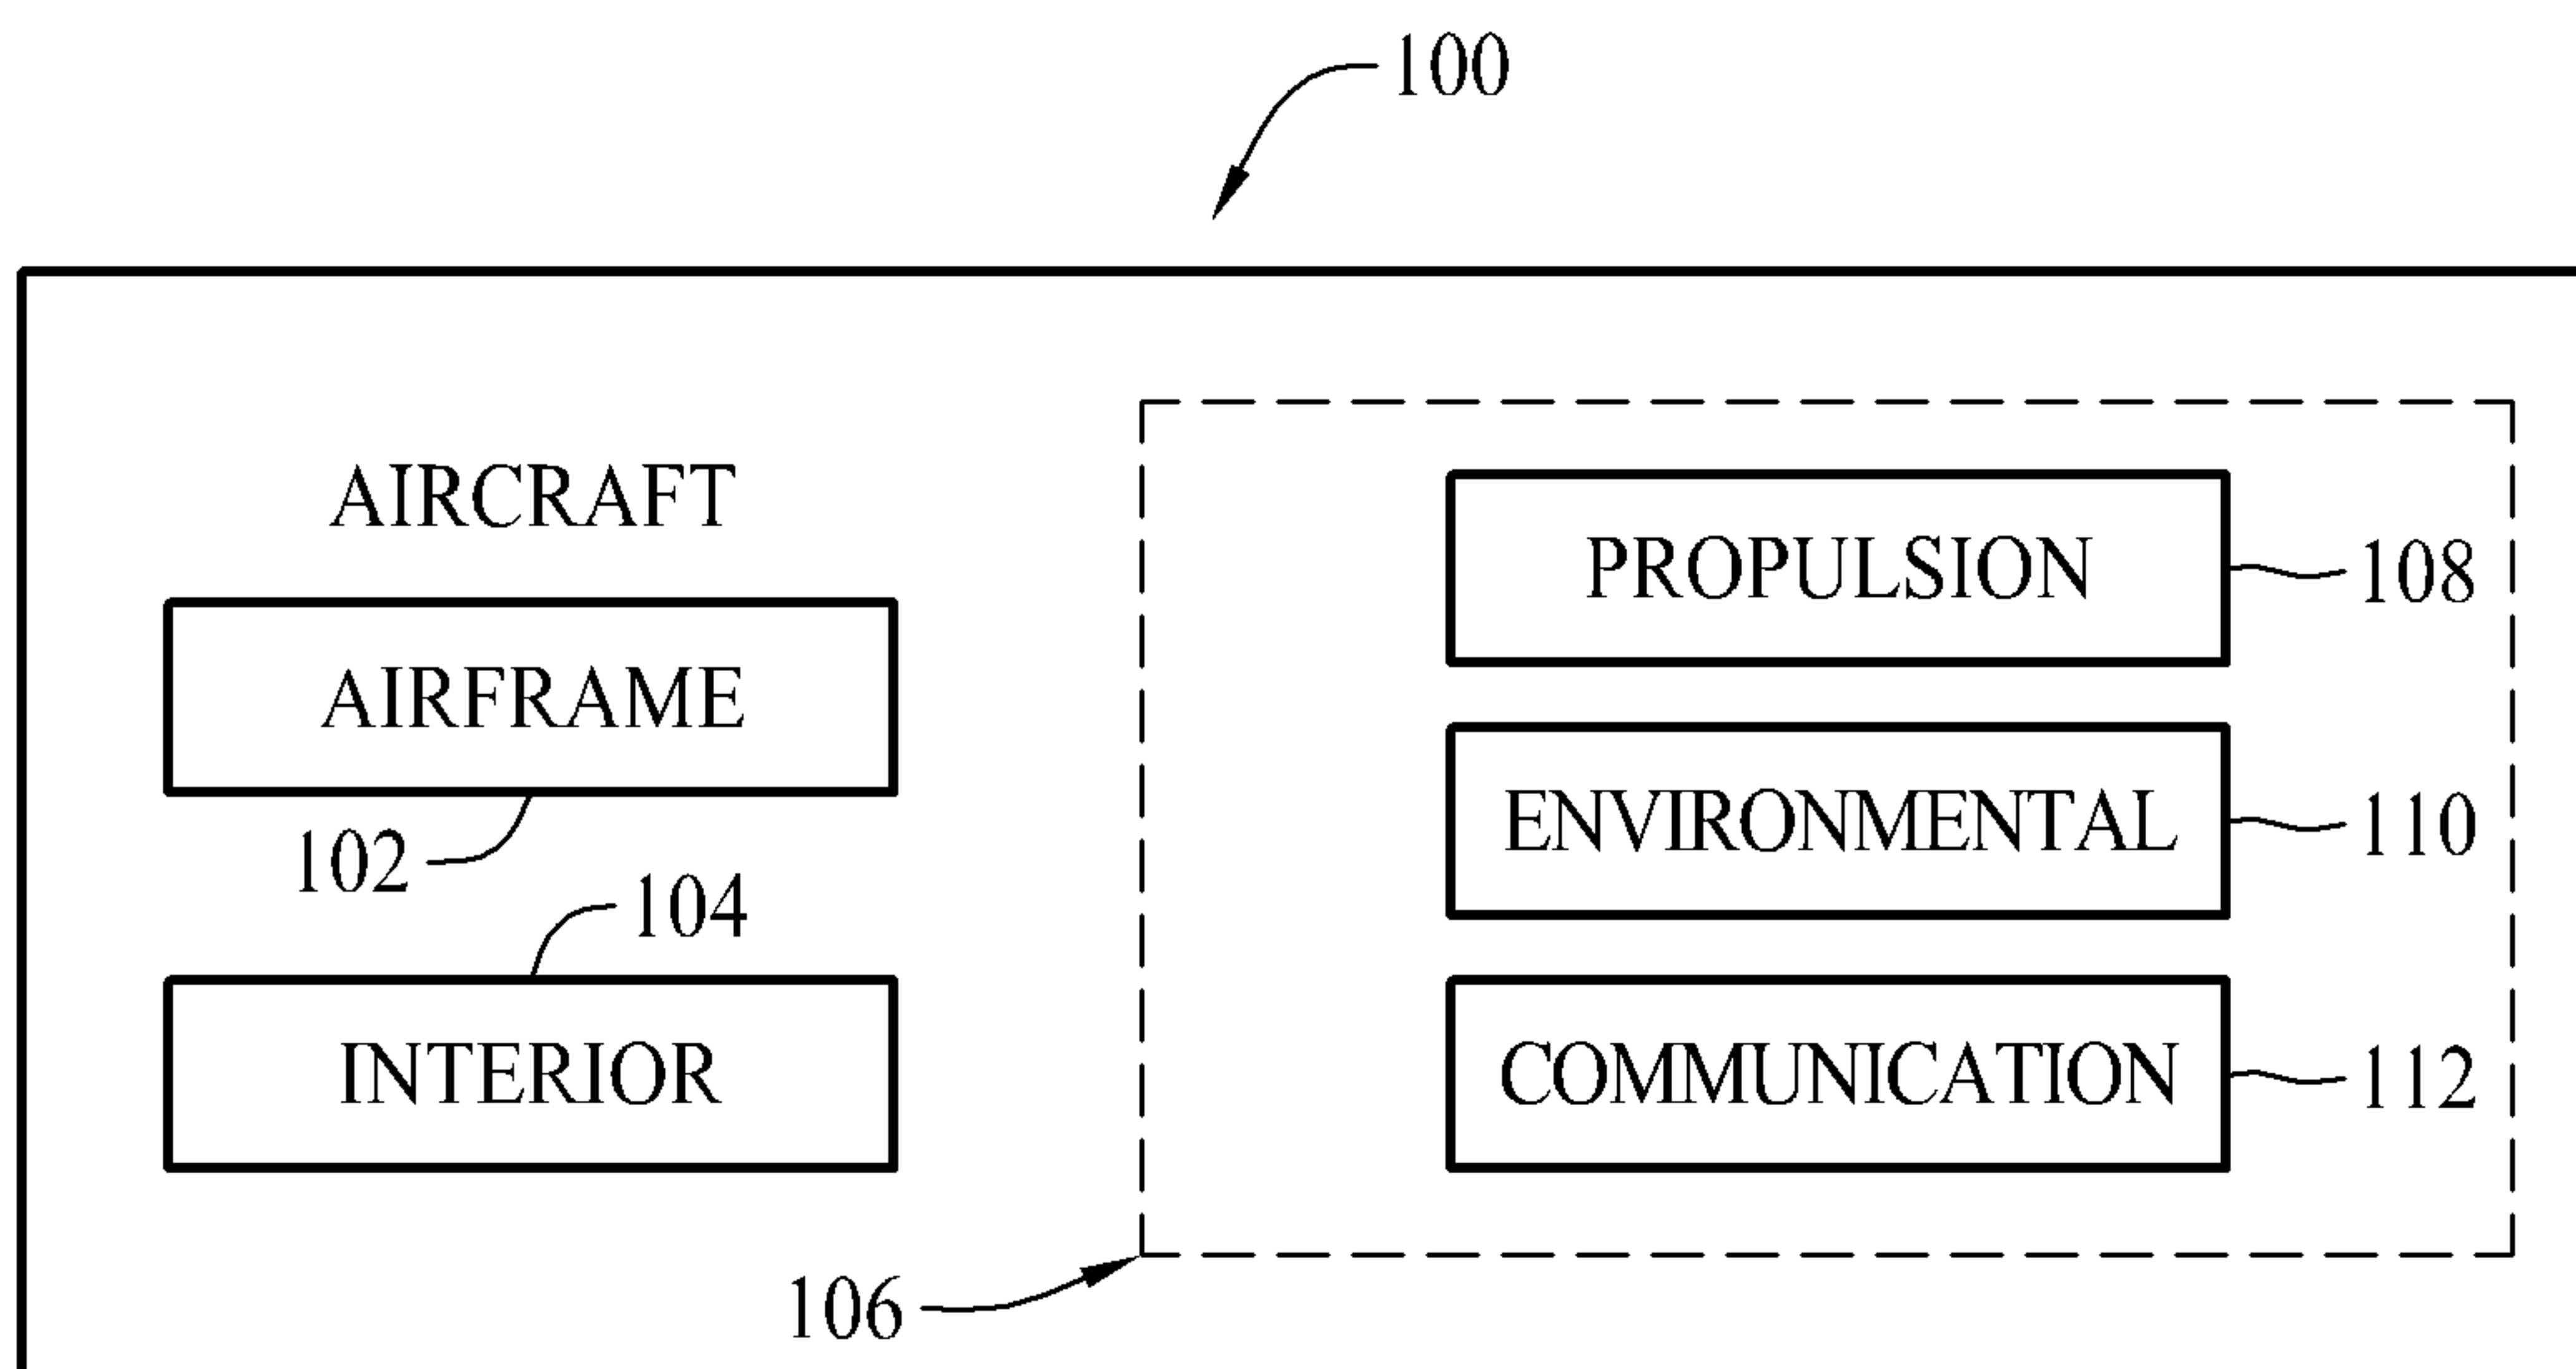 100
AIRCRAFT
AIRFRAME
102
104
INTERIOR
PROPULSION
108
ENVIRONMENTAL
110
COMMUNICATION
112
106